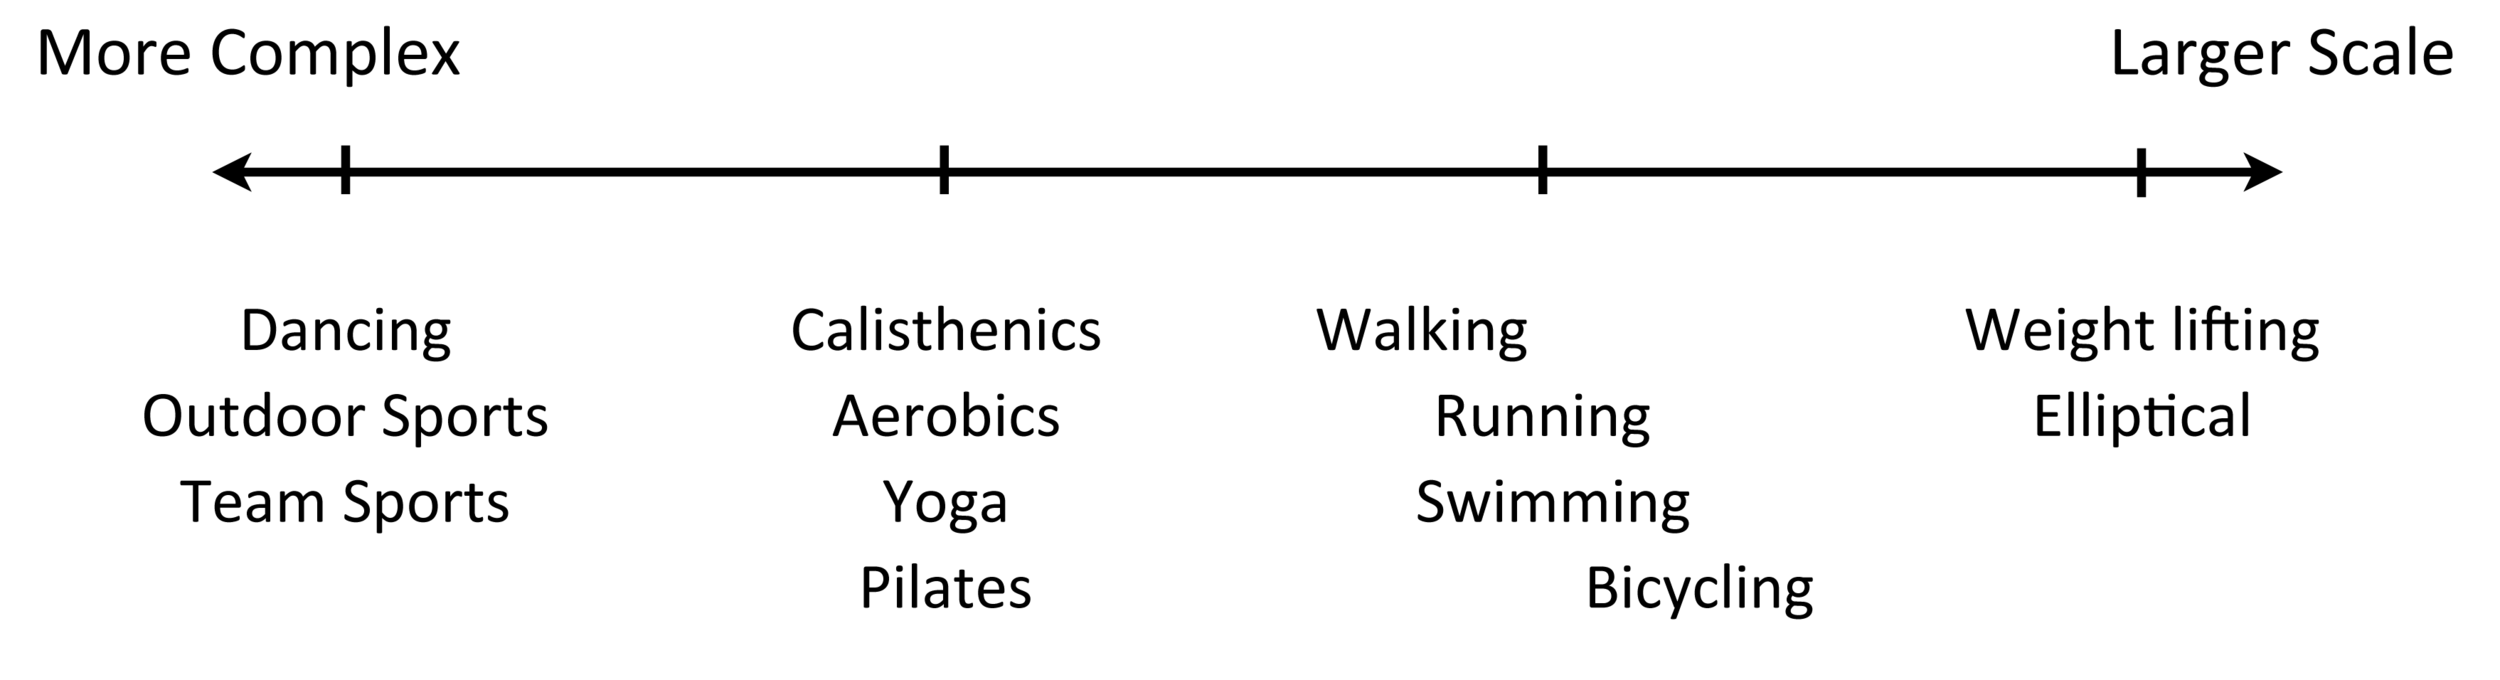 More Complex
Larger Scale
Dancing
Outdoor Sports
Team Sports
Calisthenics
Aerobics
Yoga
Pilates
Walking
Running
Swimming
Bicycling
Weight lifting
Elliptical